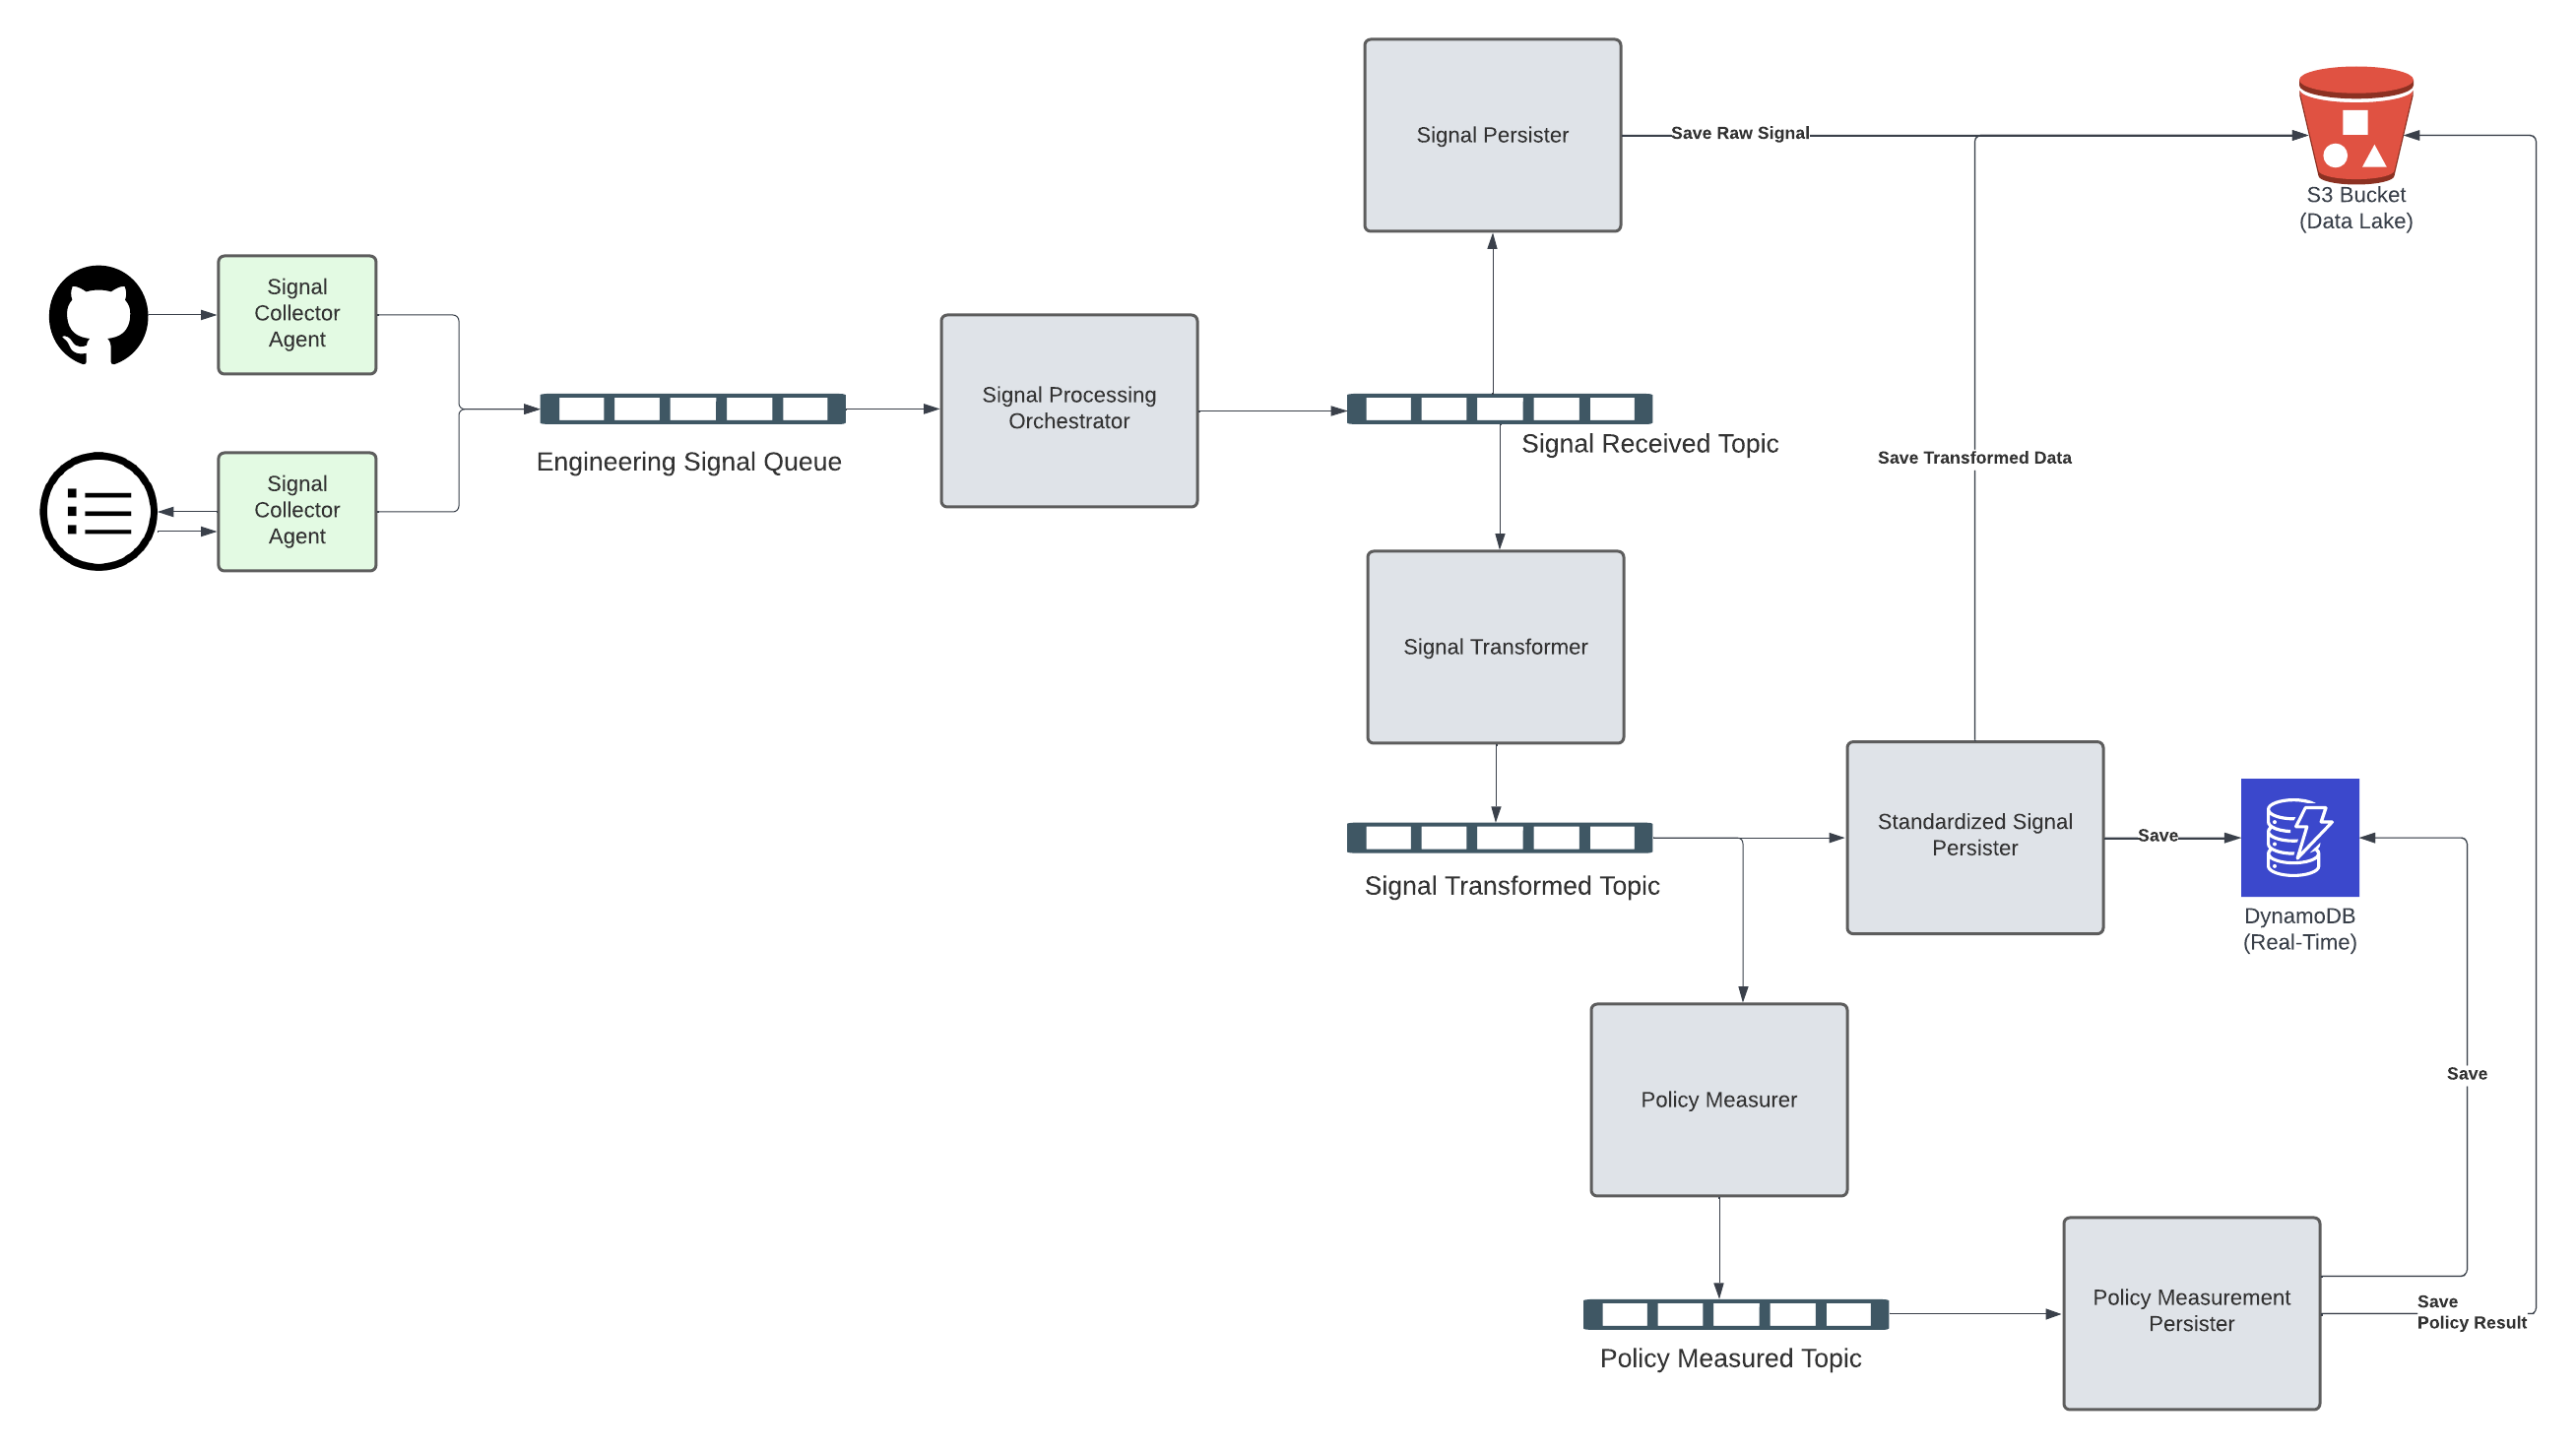 Signal Persister
Save Raw Signal
S3 Bucket
(Data Lake)
Signal
Collector
Agent
Signal Processing
Orchestrator
Engineering Signal Queue
Signal Received Topic
Save Transformed Data
Signal
Collector
Agent
Signal Transformer
Standardized Signal
Persister
Save
Signal Transformed Topic
DynamoDB
(Real-Time)
Policy Measurer
Save
Policy Measurement
Persister
Save
Policy Result
Policy Measured Topic